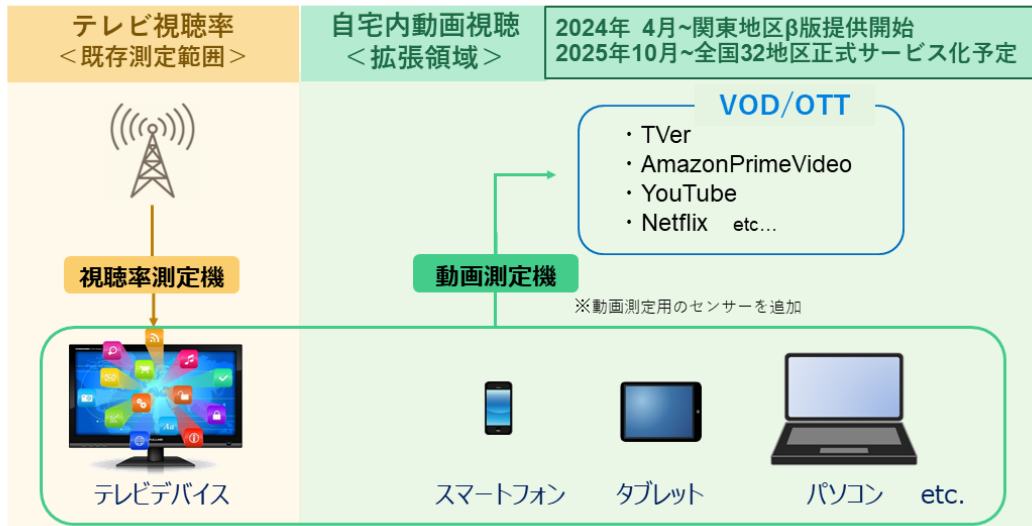 テレビ視聴率
＜既存測定範囲＞
自宅内動画視聴
＜拡張領域＞
2024年 4月~関東地区β版提供開始
2025年10月~全国32地区正式サービス化予定
VOD/OTT
・TVer
・AmazonPrimeVideo
・YouTube
・Netflix etc…
視聴率測定機
動画測定機
※動画測定用のセンサーを追加
Aa
テレビデバイス
スマートフォン
タブレット
パソコン
etc.